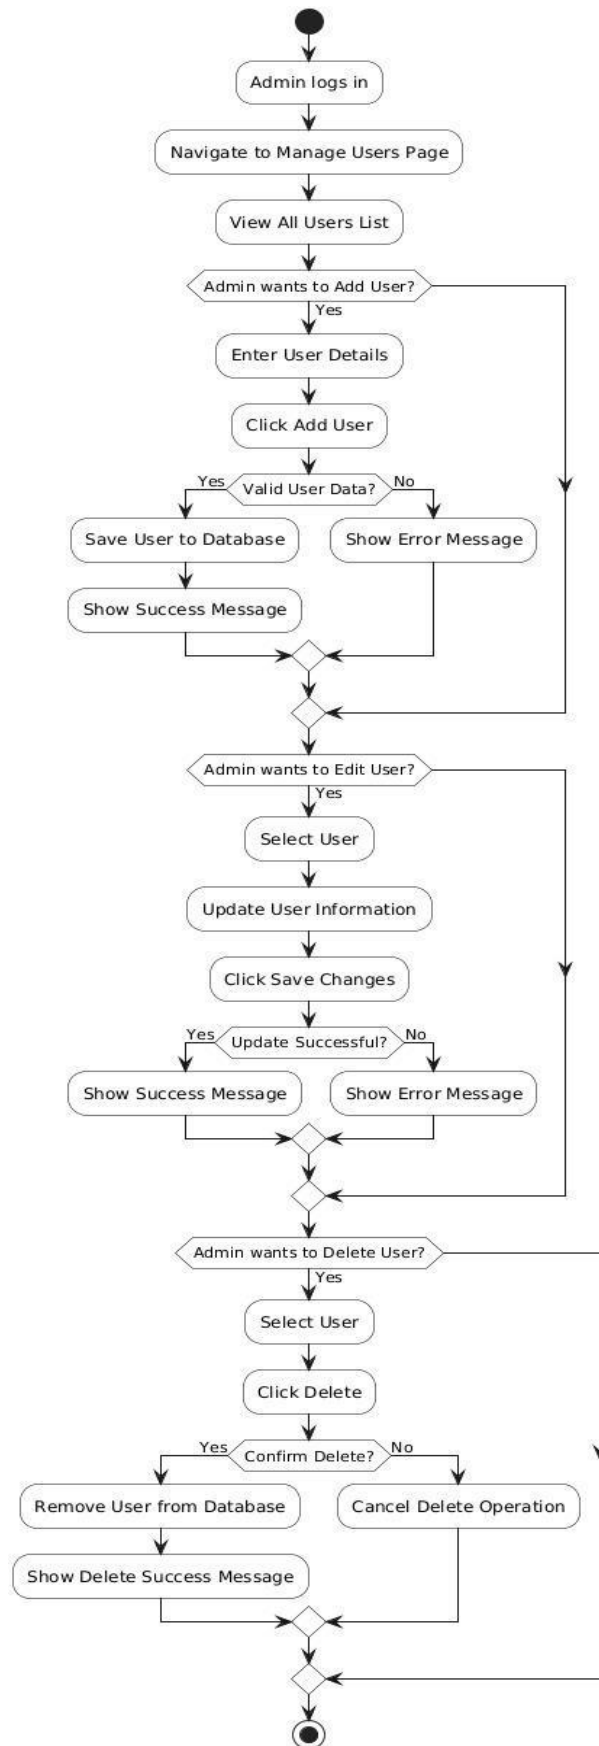 Admin logs in
Navigate to Manage Users Page
View All Users List
Admin wants to Add User?
Yes
Enter User Details
Click Add User
Yes
Valid User Data?
No
Save User to Database
Show Error Message
Show Success Message
Admin wants to Edit User?
Yes
Select User
Update User Information
Click Save Changes
Yes
Update Successful?
No
Show Success Message
Show Error Message
Admin wants to Delete User?
Yes
Select User
Click Delete
Yes
Confirm Delete?
No
Remove User from Database
Cancel Delete Operation
Show Delete Success Message